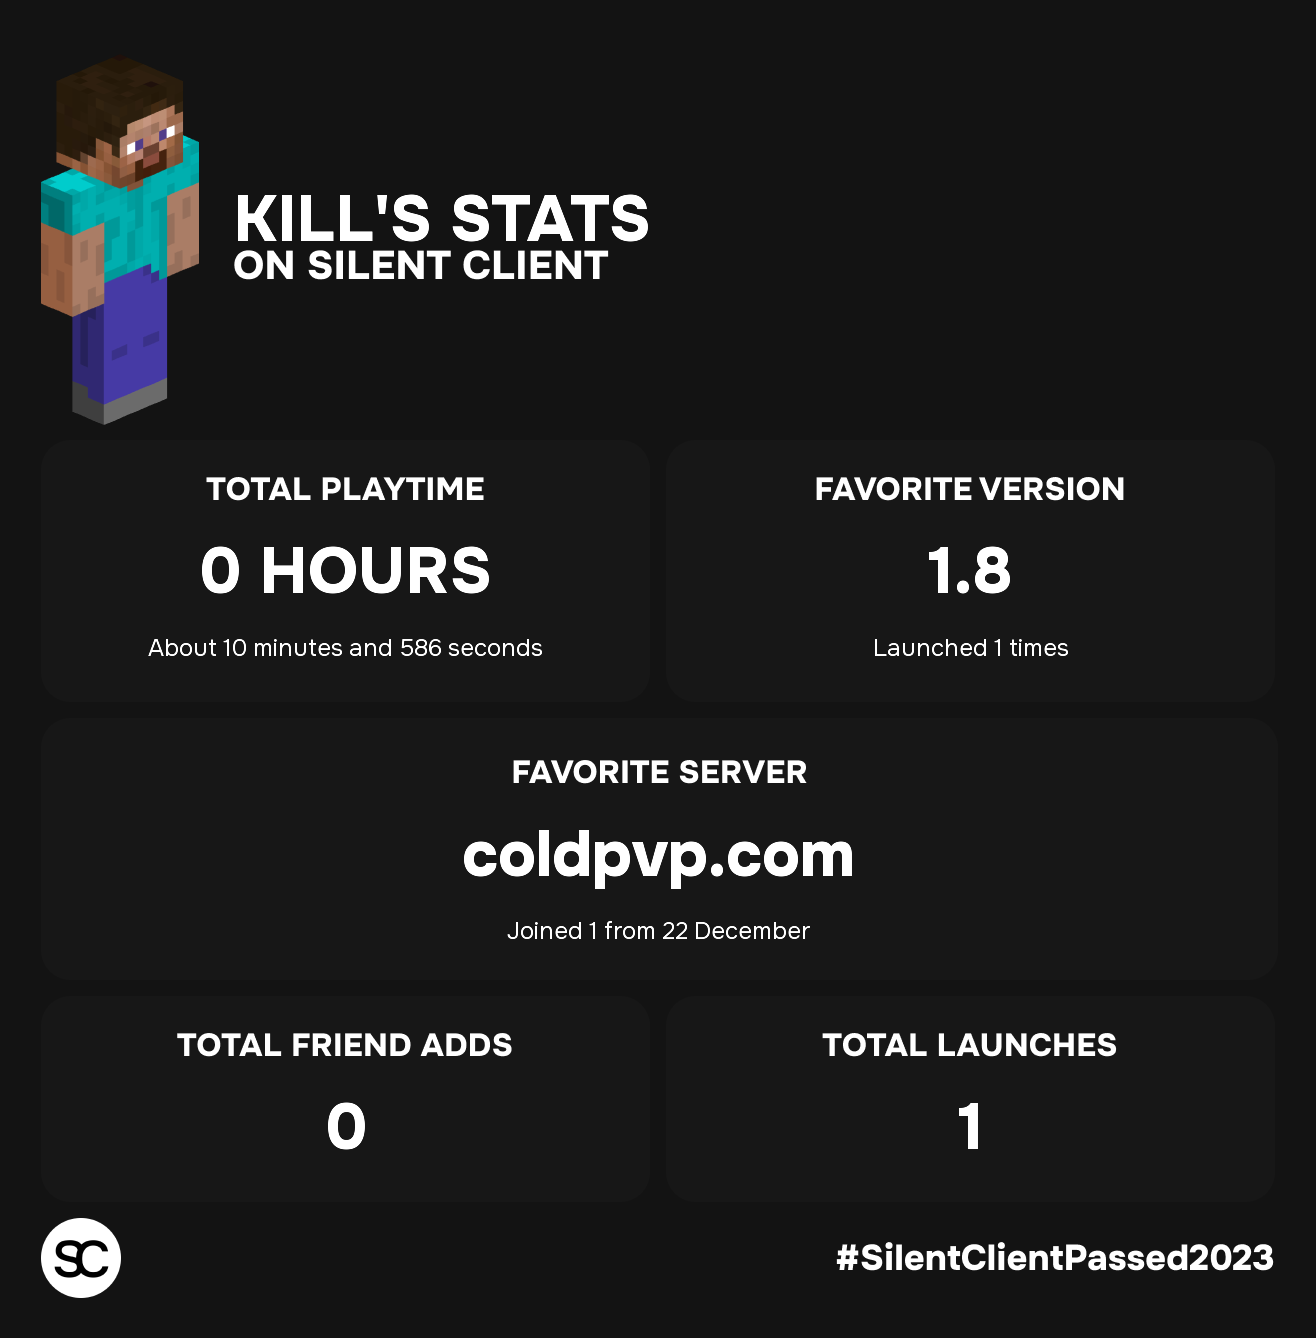 KILL'S STATS
ON SILENT CLIENT
TOTAL PLAYTIME
0 HOURS
About 10 minutes and 586 seconds
FAVORITE VERSION
1.8
Launched 1 times
FAVORITE SERVER
coldpvp.com
Joined 1 from 22 December
TOTAL FRIEND ADDS
0
TOTAL LAUNCHES
1
SC
#SilentClientPassed2023